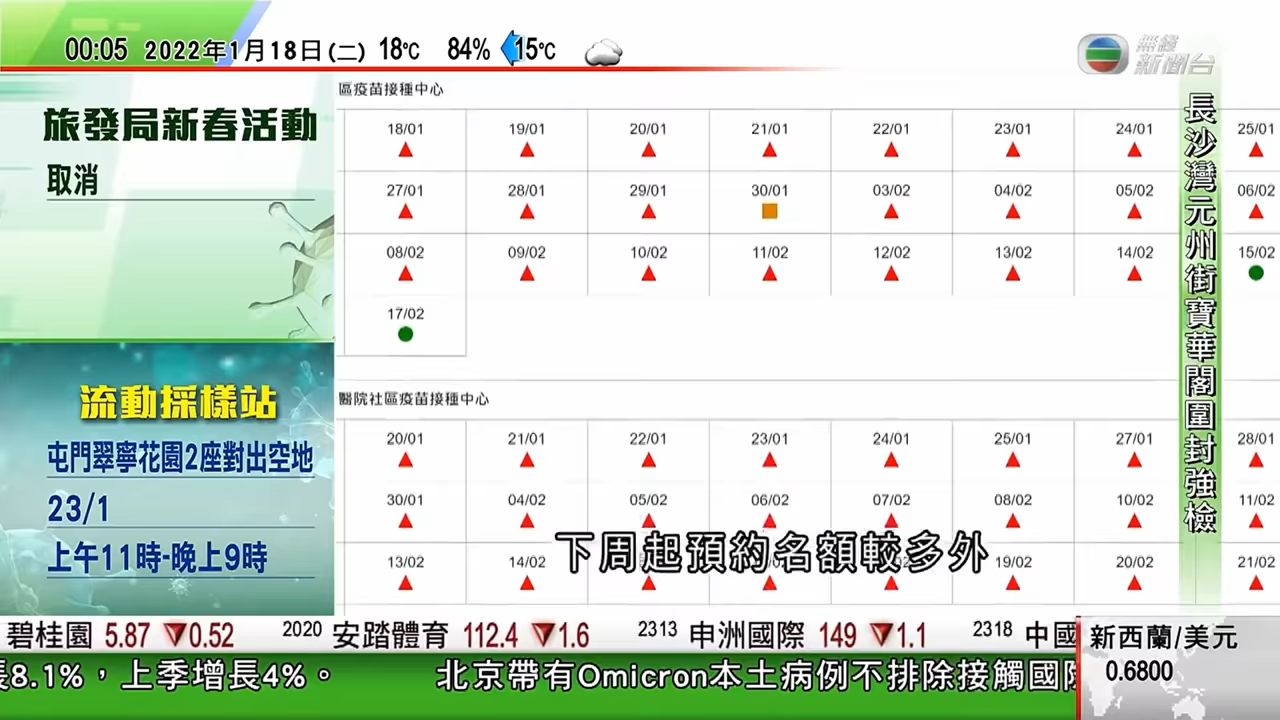 00:05 2022年1月18日(二) 18℃ 84% 15℃
無綫
新聞台
旅發局新春活動
取消
流動採樣站
屯門翠寧花園2座對出空地
23/1
上午11時-晚上9時
區疫苗接種中心
18/01 19/01 20/01 21/01 22/01 23/01 24/01 25/01
27/01 28/01 29/01 30/01 03/02 04/02 05/02 06/02
08/02 09/02 10/02 11/02 12/02 13/02 14/02 15/02
17/02
醫院社區疫苗接種中心
20/01 21/01 22/01 23/01 24/01 25/01 27/01 28/01
30/01 04/02 05/02 06/02 07/02 08/02 10/02 11/02
13/02 14/02 19/02 20/02 21/02
下周起預約名額較多外
長沙灣元州街寶華閣圍封強檢
碧桂園 5.87 0.52 2020 安踏體育 112.4 1.6 2313 申洲國際 149 1.1 2318 中國
新西蘭/美元
0.6800
長8.1%，上季增長4%。 北京帶有Omicron本土病例不排除接觸國